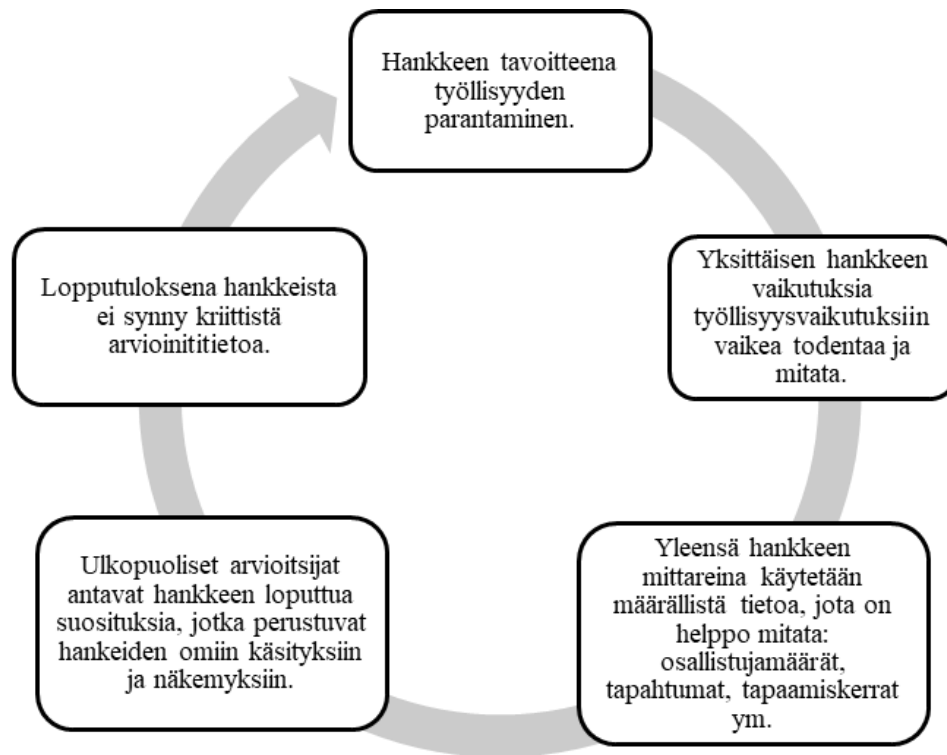 Hankkeen tavoitteena
työllisyyden
parantaminen.
Yksittäisen hankkeen
vaikutuksia
työllisyysvaikutuksiin
vaikea todentaa ja
mitata.
Yleensä hankkeen
mittareina käytetään
määrällistä tietoa, jota on
helppo mitata:
osallistujamäärät,
tapahtumat, tapaamiskerrat
ym.
Ulkopuoliset arvioitsijat
antavat hankkeen loputtua
suosituksia, jotka perustuvat
hankeiden omiin käsityksiin
ja näkemyksiin.
Lopputuloksena hankkeista
ei synny kriittistä
arvioinititietoa.